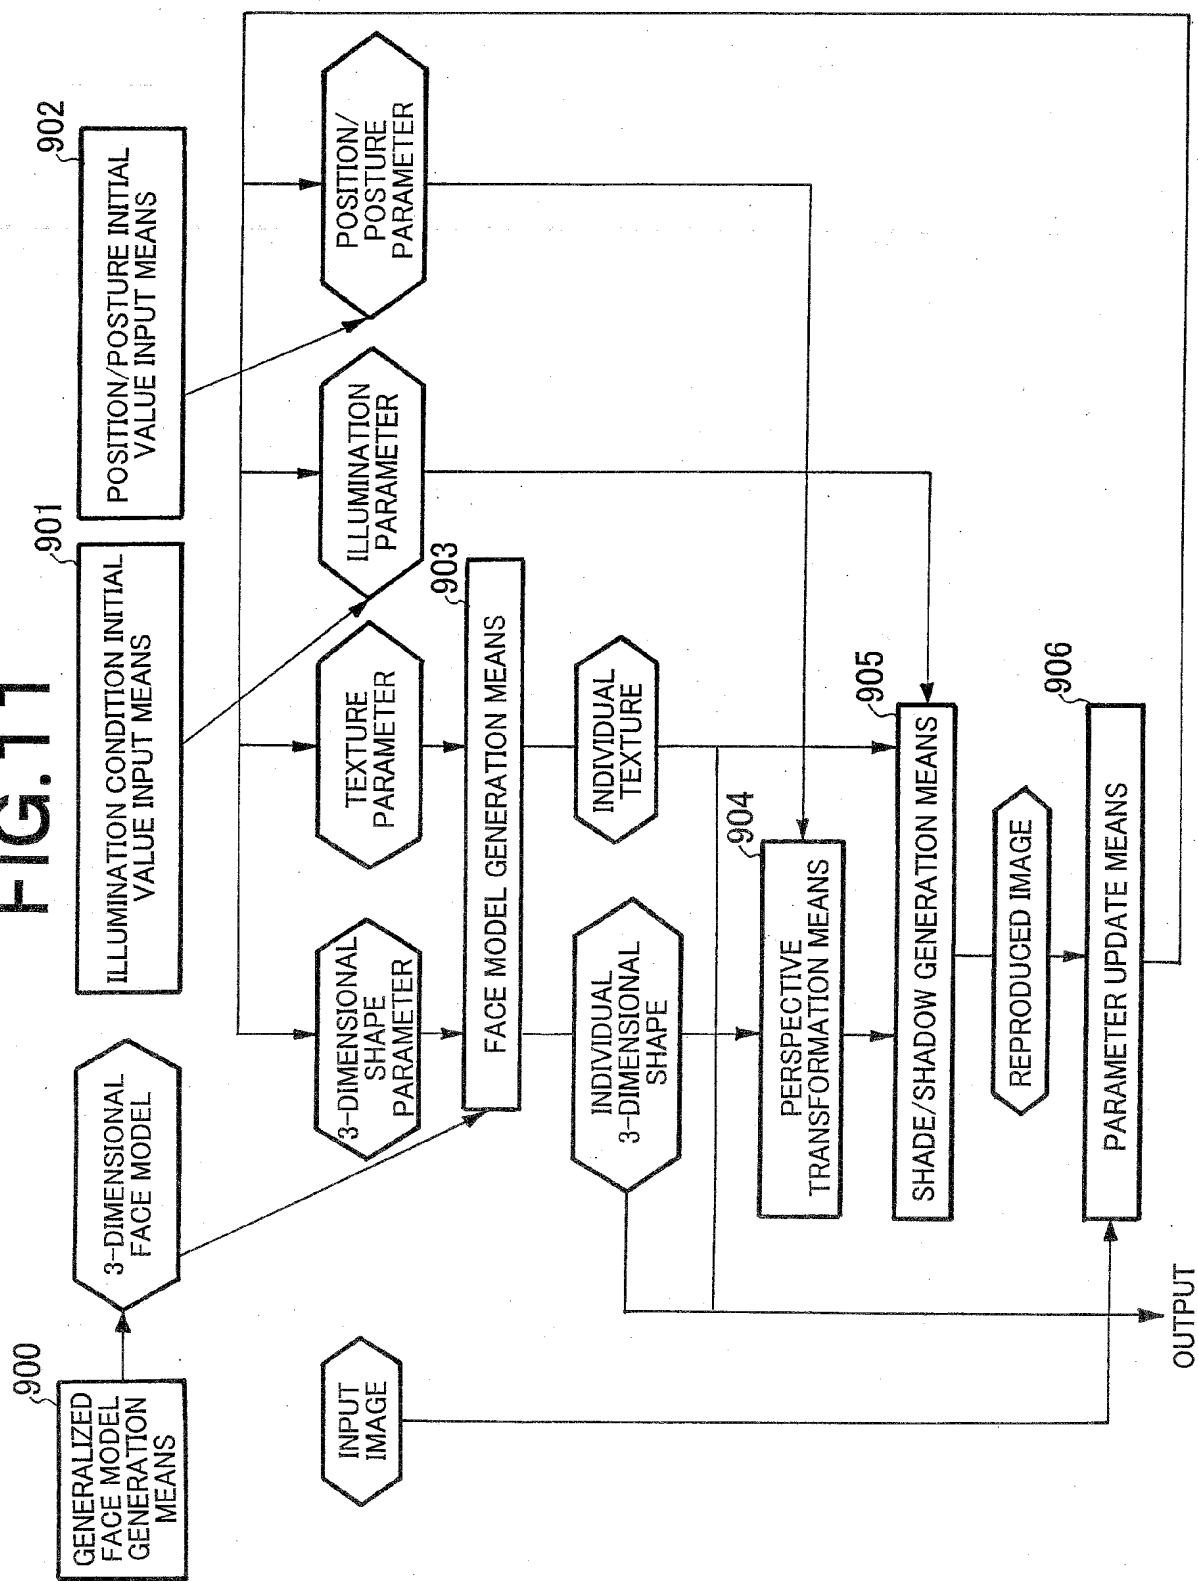 FIG.11
900
GENERALIZED
FACE MODEL
GENERATION
MEANS
3-DIMENSIONAL
FACE MODEL
901
ILLUMINATION CONDITION INITIAL
VALUE INPUT MEANS
902
POSITION/POSTURE INITIAL
VALUE INPUT MEANS
INPUT
IMAGE
3-DIMENSIONAL
SHAPE
PARAMETER
TEXTURE
PARAMETER
ILLUMINATION
PARAMETER
POSITION/
POSTURE
PARAMETER
903
FACE MODEL GENERATION MEANS
INDIVIDUAL
3-DIMENSIONAL
SHAPE
INDIVIDUAL
TEXTURE
904
PERSPECTIVE
TRANSFORMATION MEANS
905
SHADE/SHADOW GENERATION MEANS
REPRODUCED IMAGE
906
PARAMETER UPDATE MEANS
OUTPUT